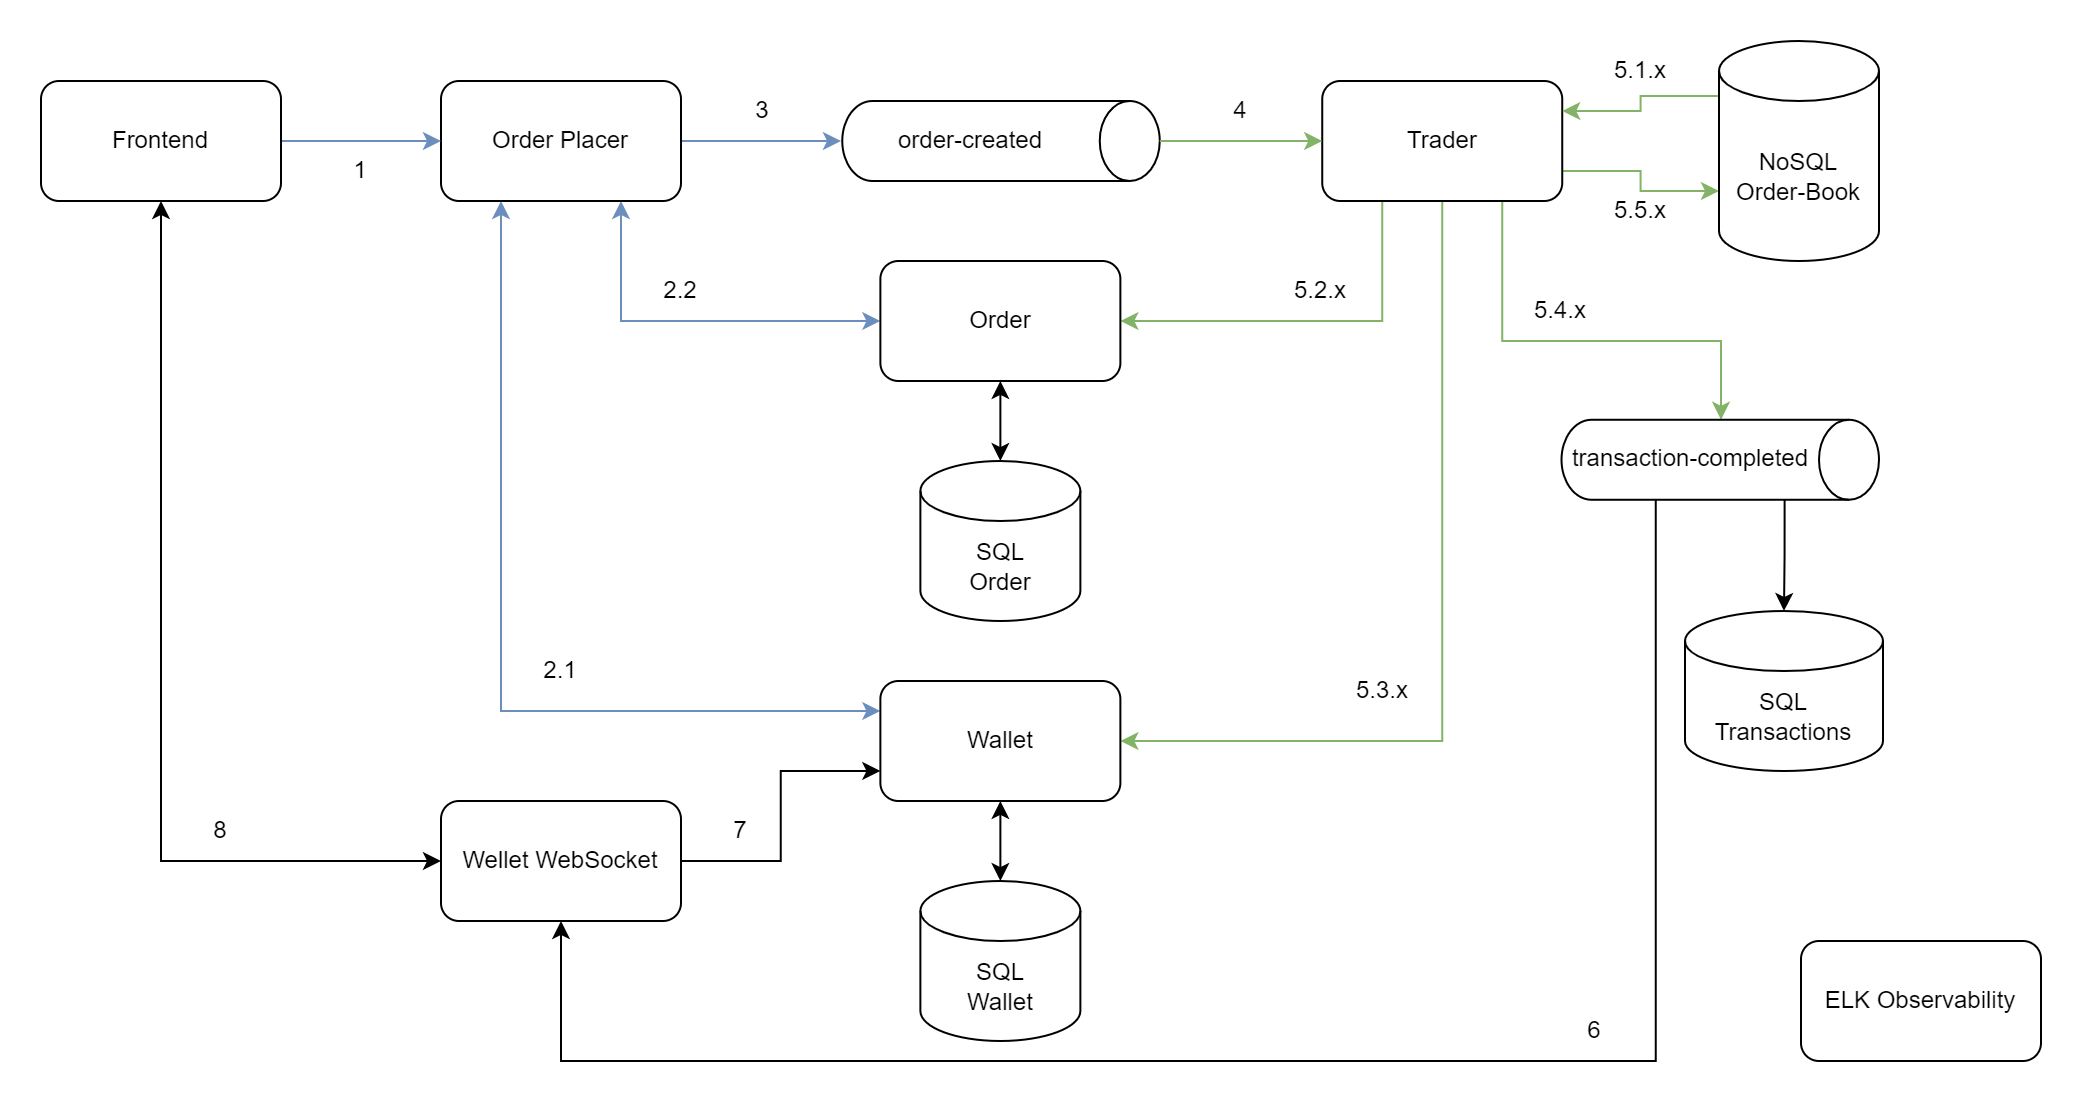 Frontend
1
Order Placer
3
order-created
4
Trader
5.1.x
NoSQL
Order-Book
5.5.x
2.2
Order
5.2.x
5.4.x
transaction-completed
SQL
Order
2.1
Wallet
5.3.x
SQL
Transactions
8
Wellet WebSocket
7
SQL
Wallet
6
ELK Observability